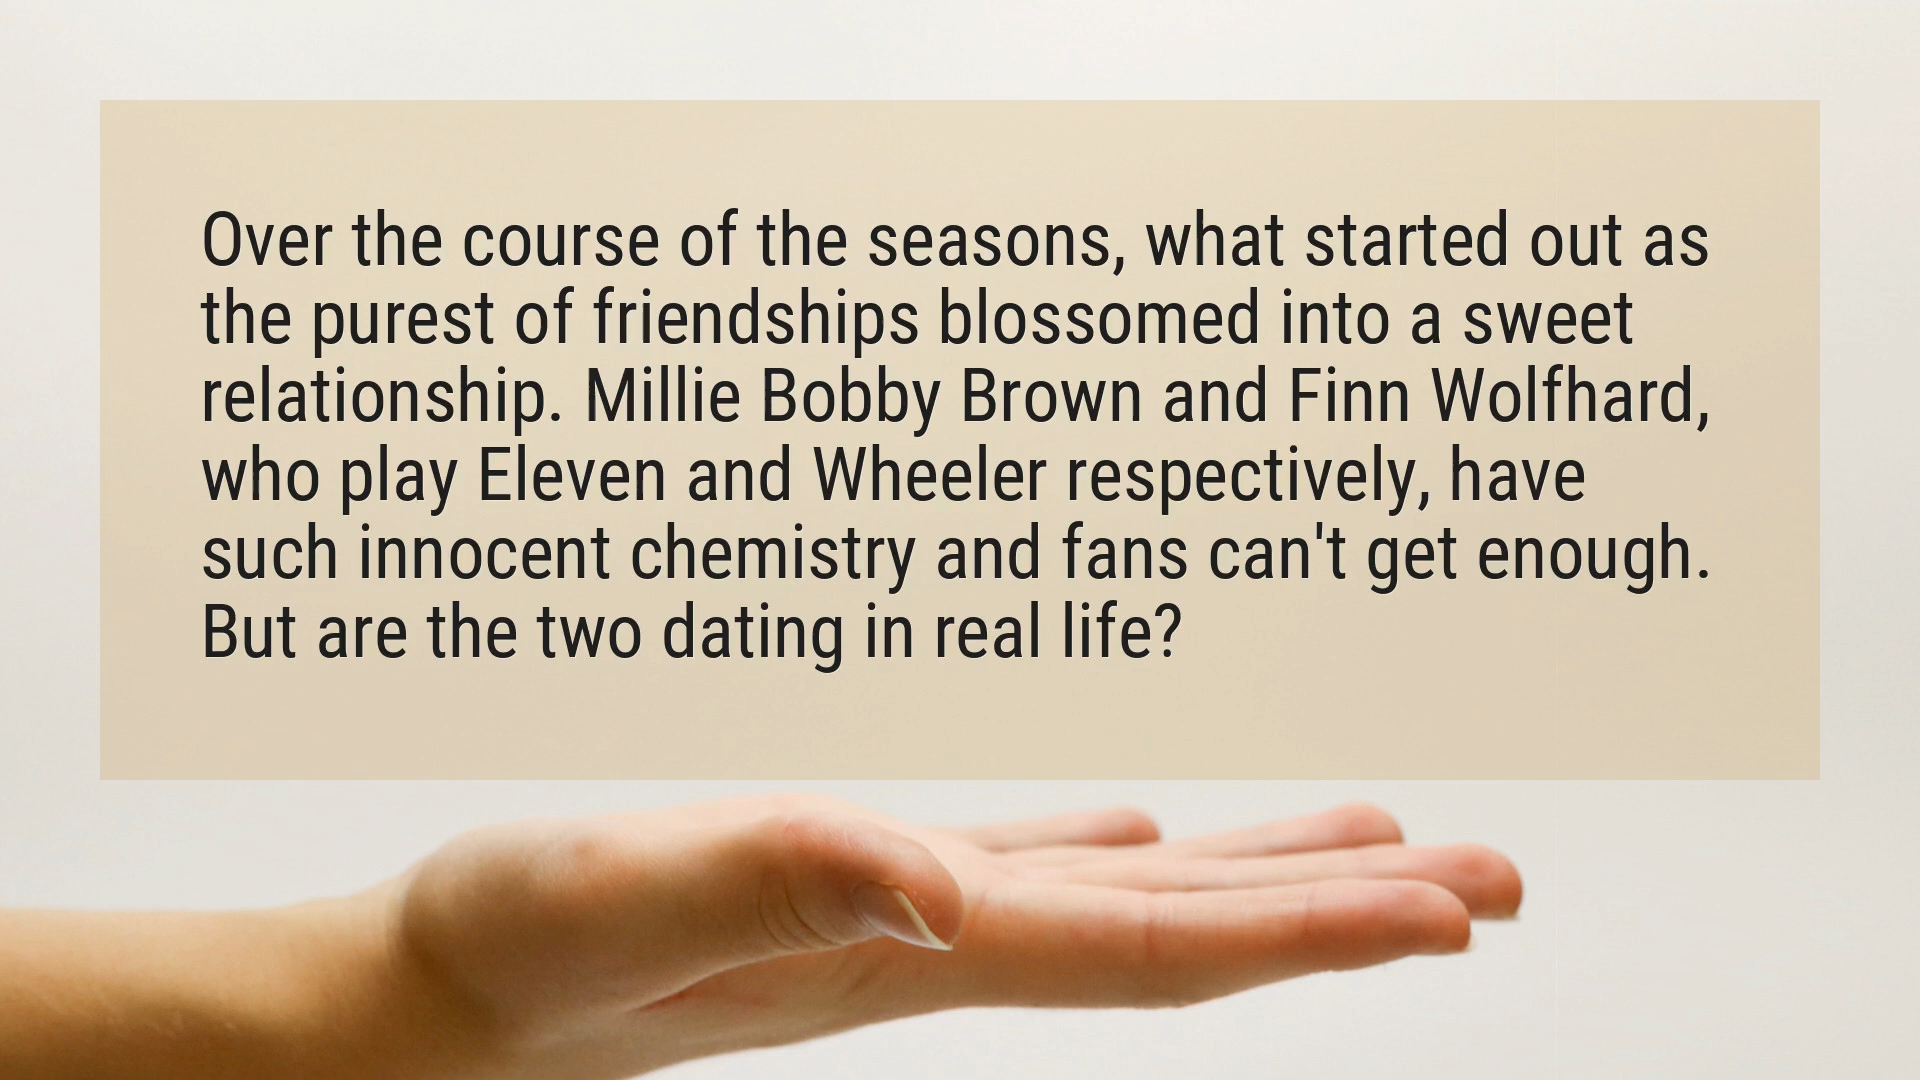 Over the course of the seasons, what started out as
the purest of friendships blossomed into a sweet
relationship. Millie Bobby Brown and Finn Wolfhard,
who play Eleven and Wheeler respectively, have
such innocent chemistry and fans can't get enough.
But are the two dating in real life?